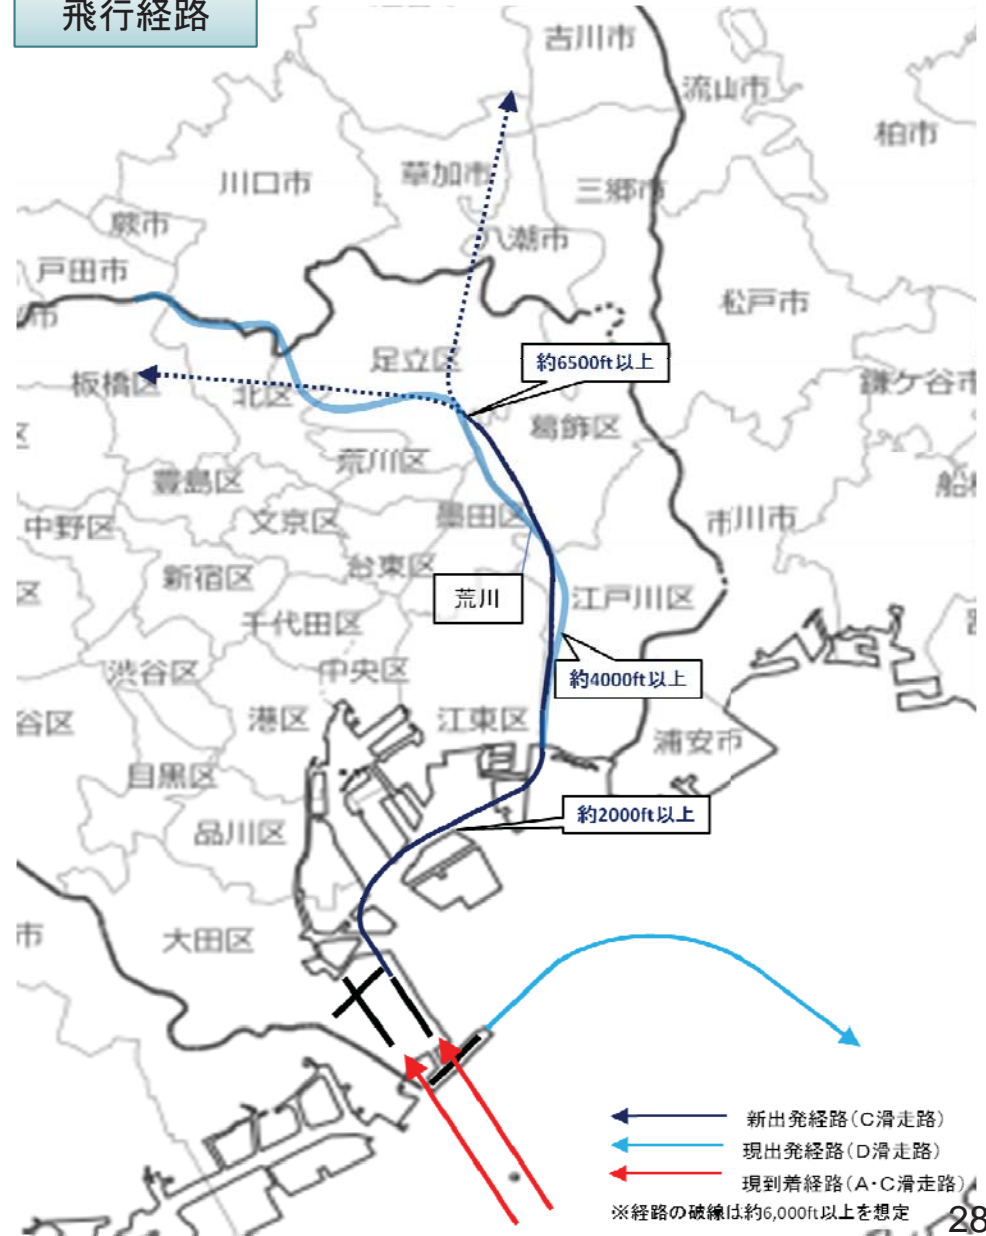 飛行経路
吉川市
流山市
柏市
草加市
川口市
三郷市
蕨市
八潮市
戸田市
松戸市
市
足立区
約6500ft以上
板橋区
北区
鎌ケ谷市
葛飾区
荒川区
豊島区
墨田区
文京区
中野区
市川市
台東区
新宿区
区
荒川
江戸川区
千代田区
渋谷区
中央区
約4000ft以上
港区
江東区
谷区
浦安市
目黒区
約2000ft以上
品川区
大田区
市
新出発経路(C滑走路)
現出発経路(D滑走路)
現到着経路(A・C滑走路)
※経路の破線は約6,000ft以上を想定
28